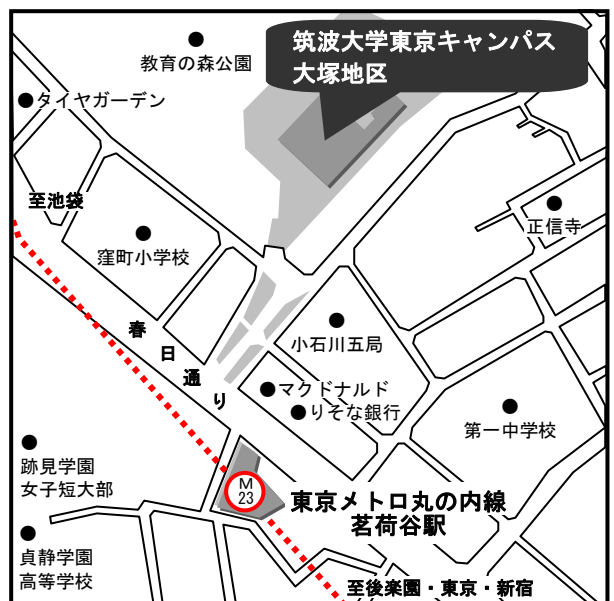 筑波大学東京キャンパス
大塚地区
教育の森公園
タイヤガーデン
至池袋
窪町小学校
正信寺
春日通り
小石川五局
マクドナルド
りそな銀行
第一中学校
跡見学園
女子短大部
M
23
東京メトロ丸の内線
茗荷谷駅
貞静学園
高等学校
至後楽園・東京・新宿